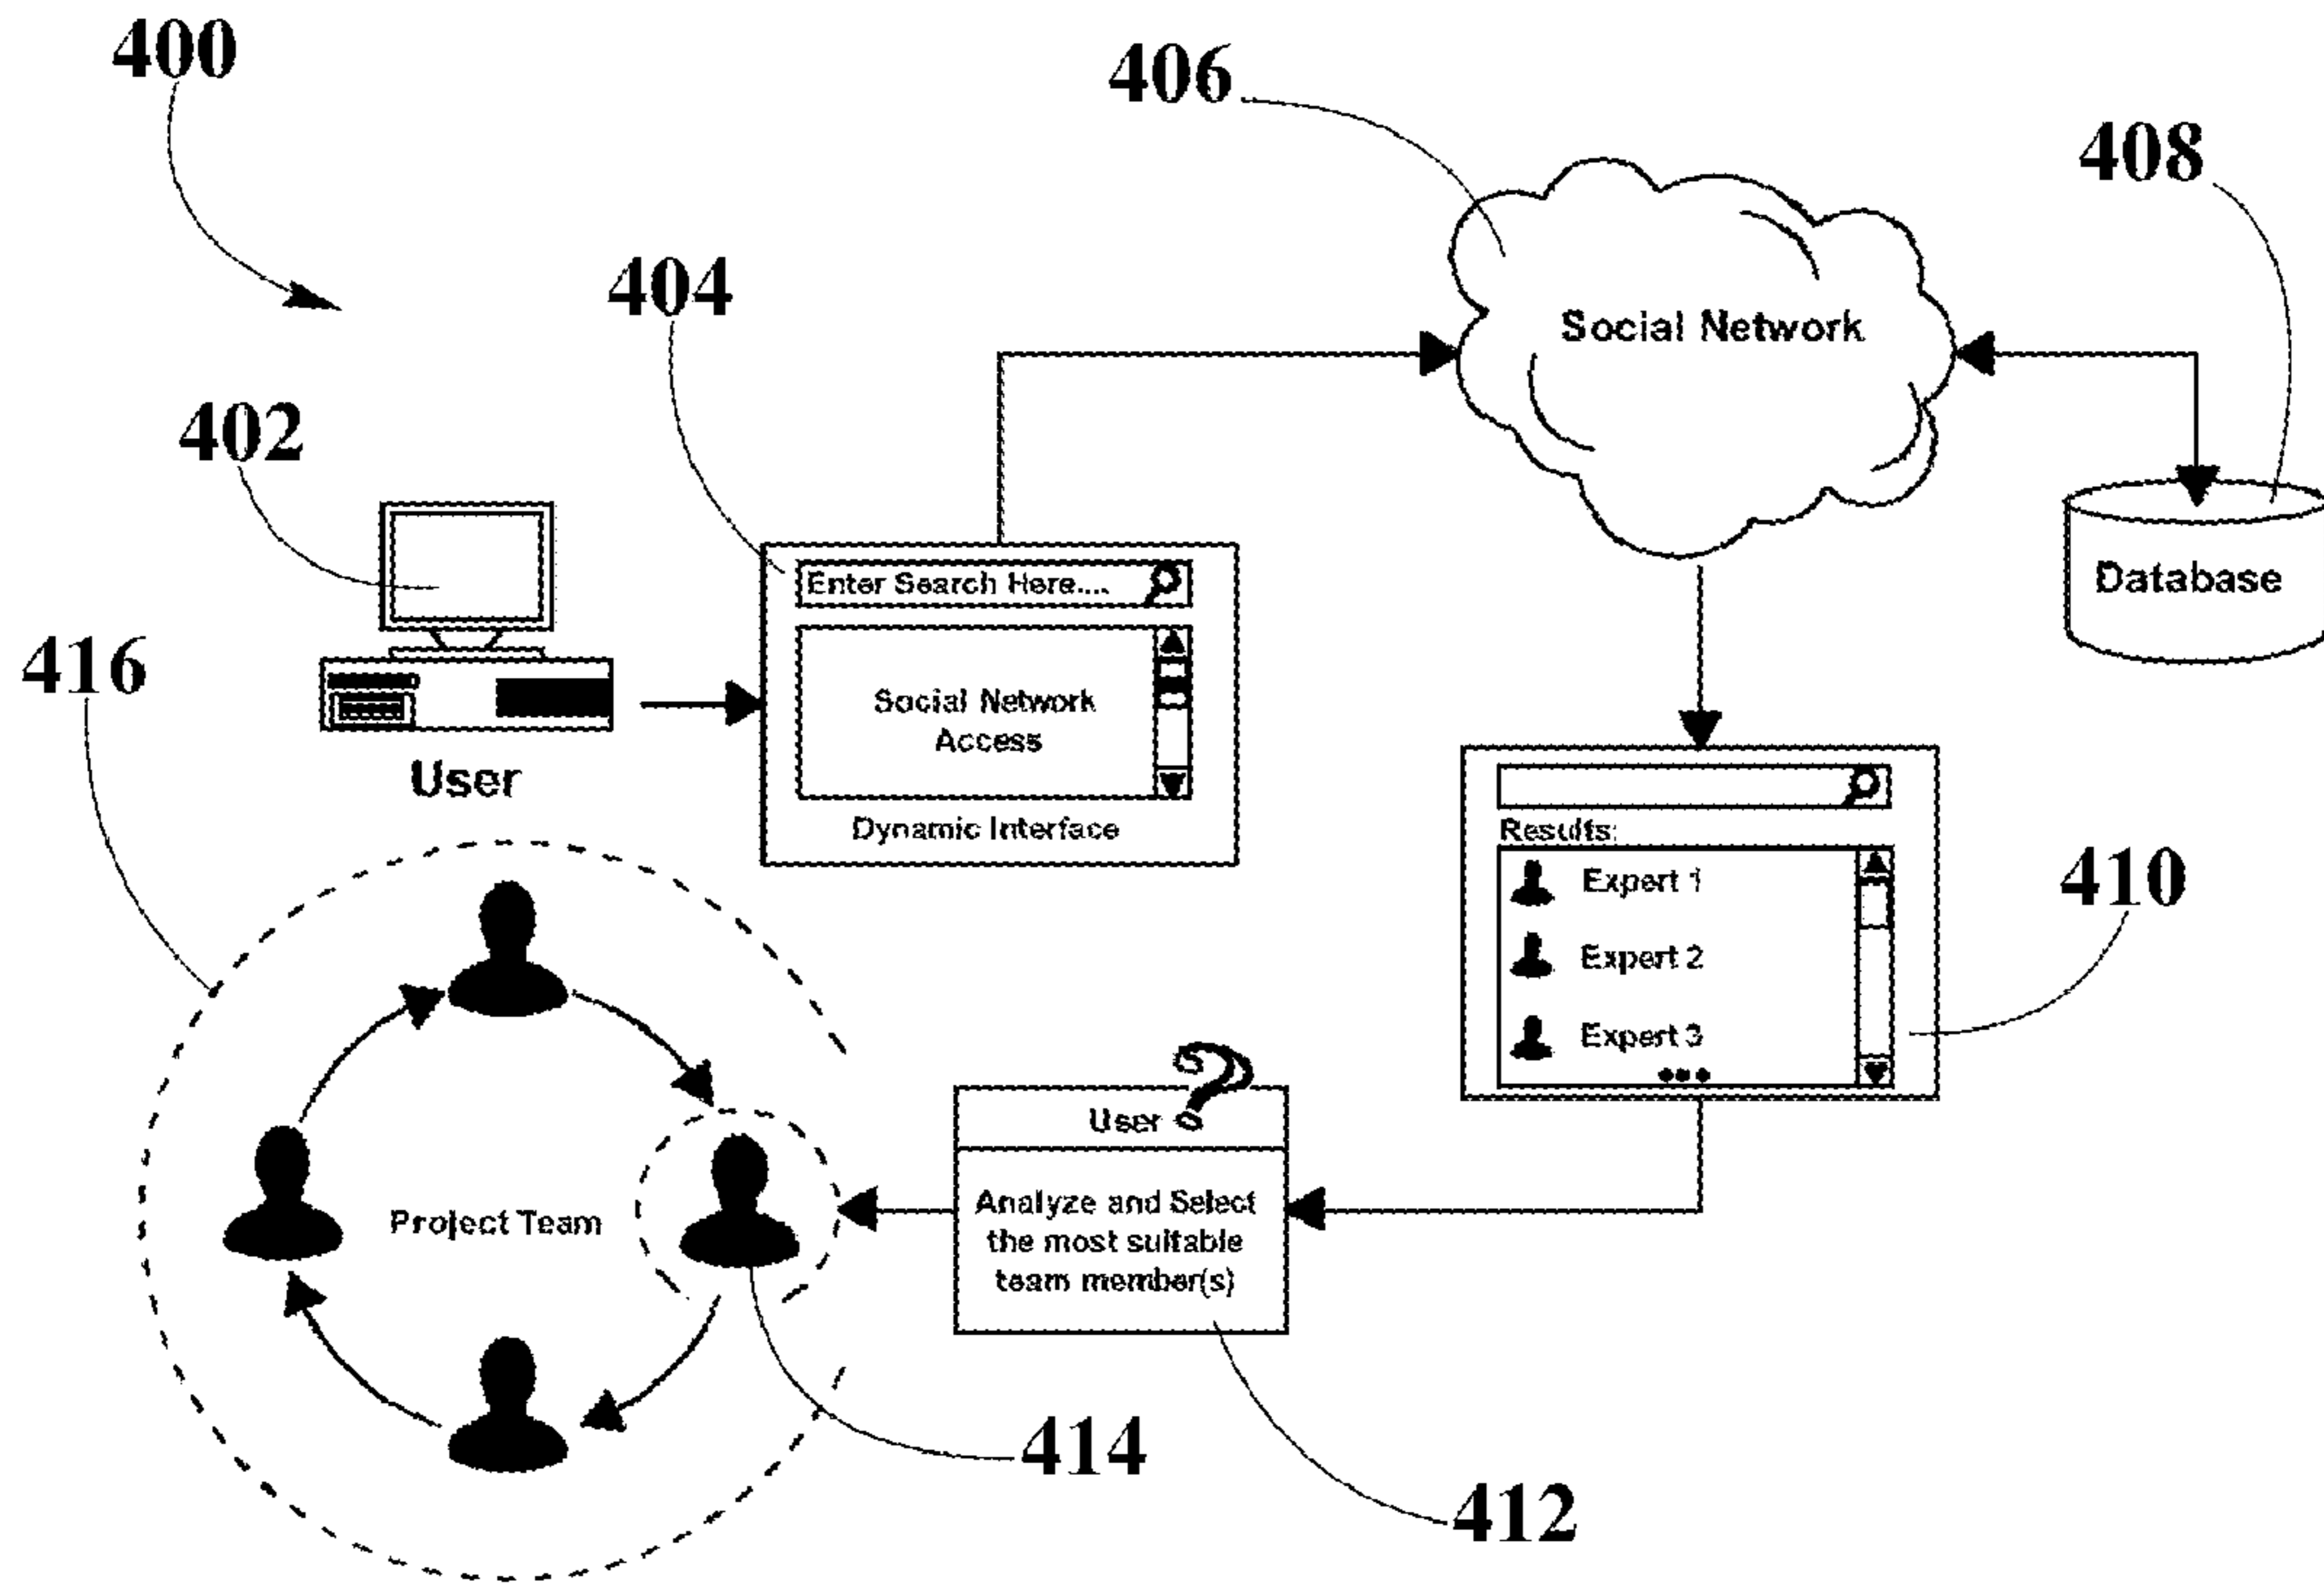 400
406
408
404
Social Network
402
Enter Search Here....
Database
416
Social Network
Access
User
Dynamic Interface
Results:
Expert 1
410
Expert 2
Expert 3
User ?
Analyze and Select
the most suitable
team member(s)
Project Team
414
412